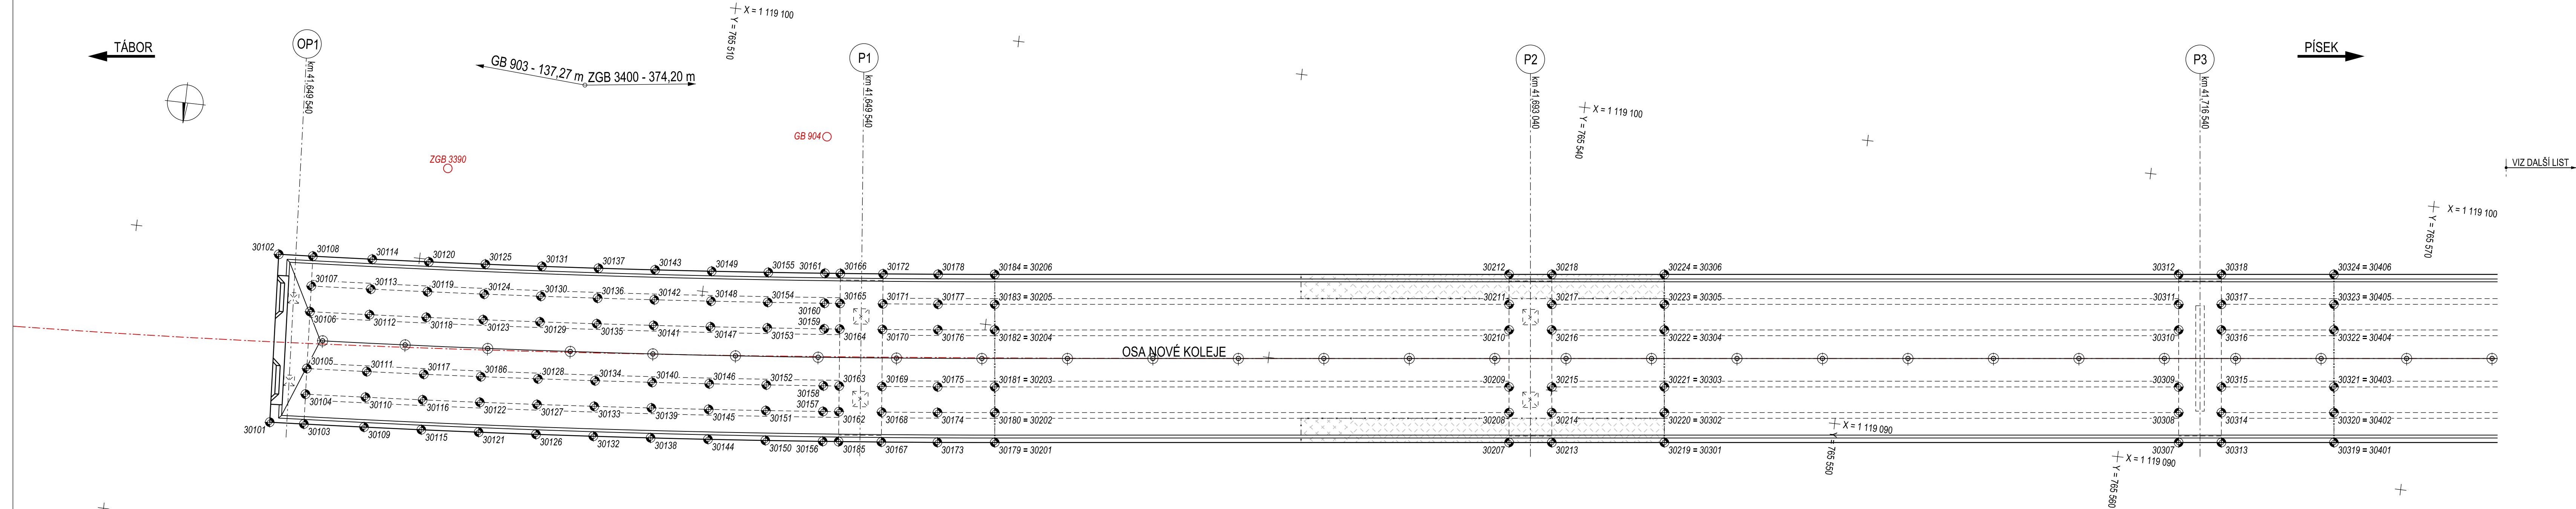 TÁBOR
OP1
km 41,649 540
GB 903 - 137,27 m
ZGB 3400 - 374,20 m
X = 1 119 100
Y = 765 510
P1
km 41,649 540
GB 904
ZGB 3390
P2
km 41,693 040
X = 1 119 100
Y = 765 540
P3
km 41,716 540
PÍSEK
VIZ DALŠÍ LIST
X = 1 119 100
Y = 765 570
30102
30108
30114
30120
30125
30131
30137
30143
30149
30155
30161
30166
30172
30178
30184 = 30206
30212
30218
30224 = 30306
30312
30318
30324 = 30406
30107
30113
30119
30124
30130
30136
30142
30148
30154
30160
30165
30171
30177
30183 = 30205
30211
30217
30223 = 30305
30311
30317
30323 = 30405
30106
30112
30118
30123
30129
30135
30141
30147
30153
30159
30164
30170
30176
30182 = 30204
30210
30216
30222 = 30304
30310
30316
30322 = 30404
OSA NOVÉ KOLEJE
30105
30111
30117
30186
30128
30134
30140
30146
30152
30158
30163
30169
30175
30181 = 30203
30209
30215
30221 = 30303
30309
30315
30321 = 30403
30104
30110
30116
30122
30127
30133
30139
30145
30151
30157
30162
30168
30174
30180 = 30202
30208
30214
30220 = 30302
30308
30314
30320 = 30402
30101
30103
30109
30115
30121
30126
30132
30138
30144
30150
30156
30185
30167
30173
30179 = 30201
30207
30213
30219 = 30301
30307
30313
30319 = 30401
X = 1 119 090
Y = 765 550
X = 1 119 090
Y = 765 560